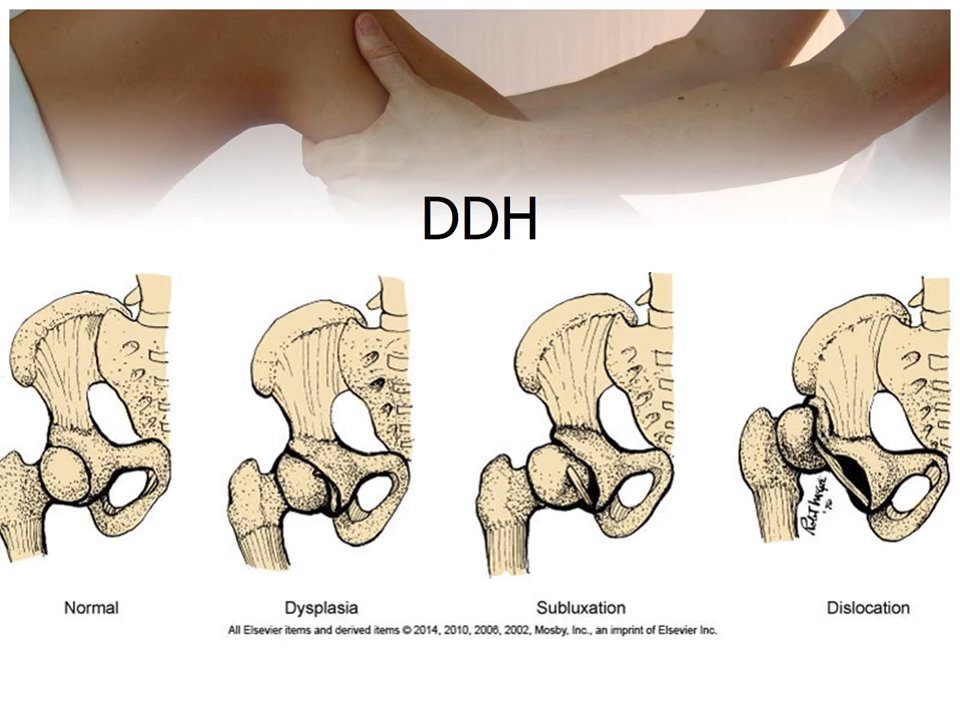 DDH
Normal
Dysplasia
Subluxation
Dislocation
All Elsevier items and derived items © 2014, 2010, 2006, 2002, Mosby, Inc., an imprint of Elsevier Inc.